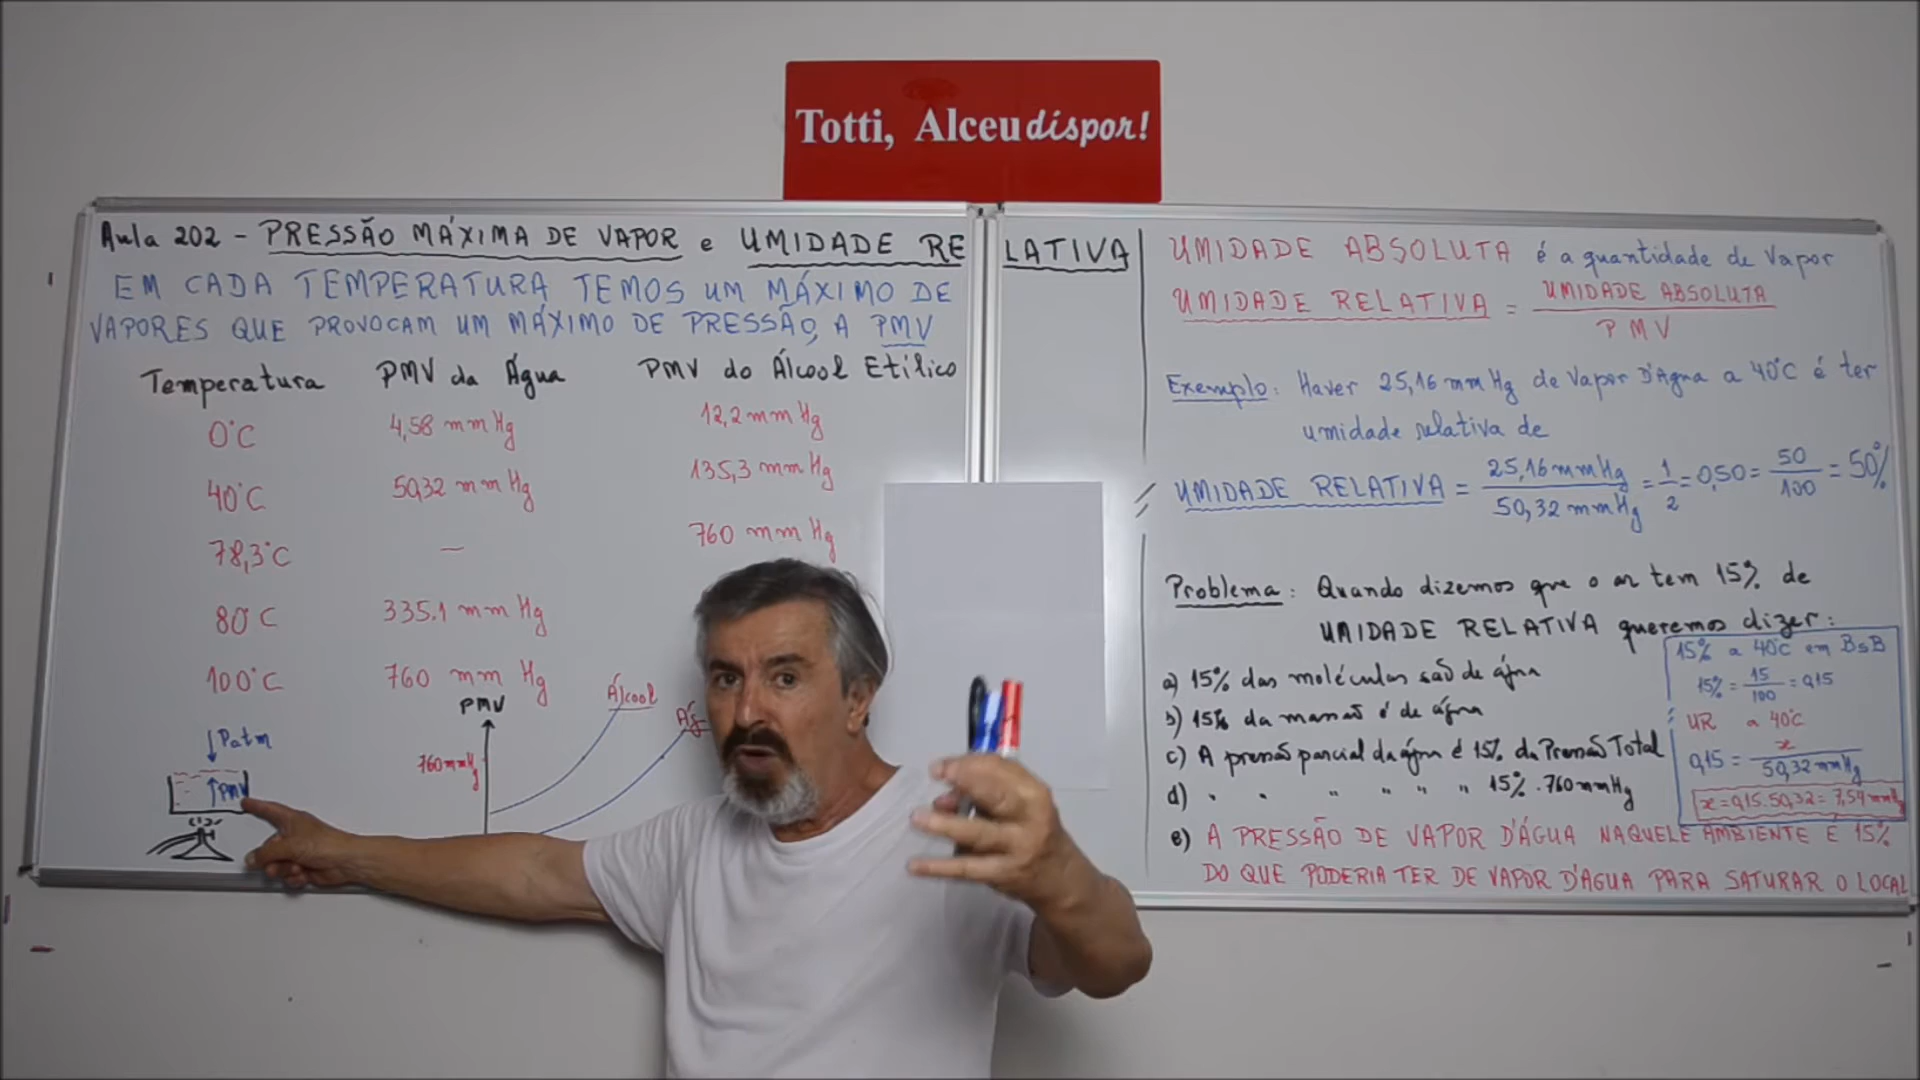 Totti, Alceu dispor!
Aula 202 - PRESSÃO MÁXIMA DE VAPOR e UMIDADE RELATIVA
EM CADA TEMPERATURA TEMOS UM MÁXIMO DE
VAPORES QUE PROVOCAM UM MÁXIMO DE PRESSÃO, A PMV
Temperatura PMV da Água PMV do Álcool Etílico
0°C 4,58 mm Hg 12,2 mm Hg
40°C 50,32 mm Hg 135,3 mm Hg
78,3°C — 760 mm Hg
80°C 335.1 mm Hg
100°C 760 mm Hg
Patm
PMV
PMV
760 mmHg
Álcool
Ág
UMIDADE ABSOLUTA é a quantidade de vapor
UMIDADE RELATIVA = UMIDADE ABSOLUTA / PMV
Exemplo: Haver 25,16 mm Hg de Vapor D'Água a 40°C é ter
umidade relativa de
UMIDADE RELATIVA = 25,16 mmHg / 50,32 mmHg = 1/2 = 0,50 = 50/100 = 50%
Problema: Quando dizemos que o ar tem 15% de
UMIDADE RELATIVA queremos dizer:
a) 15% das moléculas são de água
b) 15% da massa é de água
c) A pressão parcial da água é 15% da Pressão Total
d) " " " " " " 15% . 760 mmHg
e) A PRESSÃO DE VAPOR D'ÁGUA NAQUELE AMBIENTE E 15%
DO QUE PODERIA TER DE VAPOR D'ÁGUA PARA SATURAR O LOCAL
15% a 40°C em BsB
15% = 15/100 = 0,15
UR a 40°C
0,15 = x / 50,32 mmHg
x = 0,15.50,32 = 7,54 mmHg